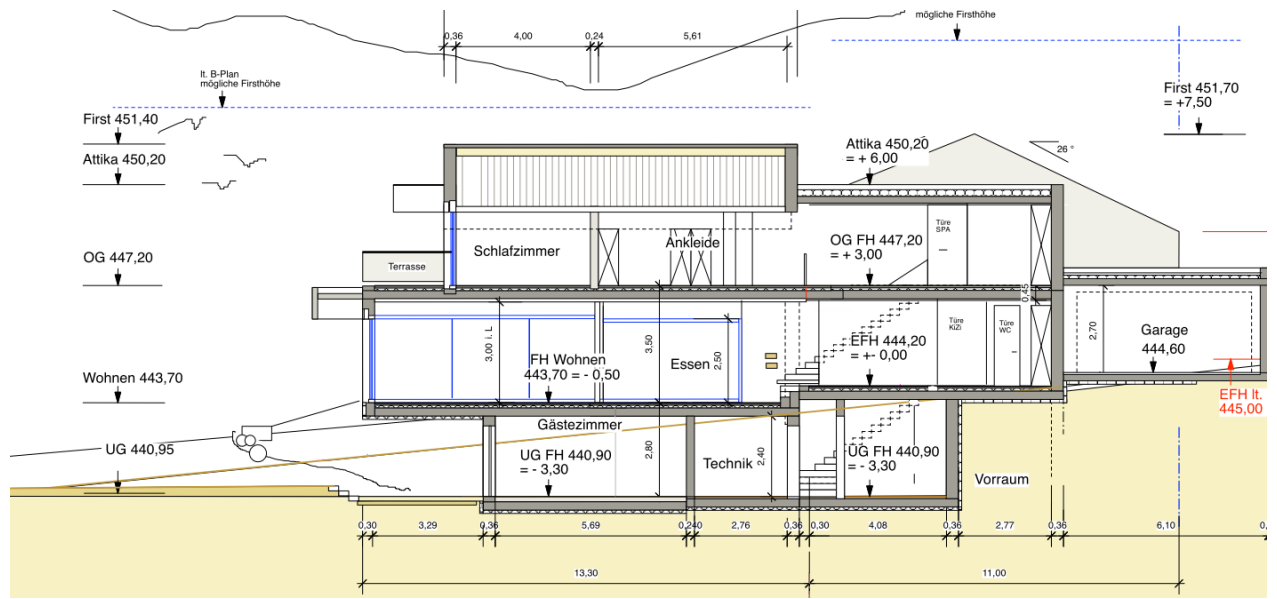 mögliche Firsthöhe
0,36
4,00
0,24
5,61
lt. B-Plan
mögliche Firsthöhe
First 451,70
= +7,50
First 451,40
Attika 450,20
Attika 450,20
= + 6,00
26 °
Türe
SPA
Schlafzimmer
Ankleide
OG FH 447,20
= + 3,00
OG 447,20
Terrasse
0,45
3,00 i. L
3,50
2,50
2,70
Türe
KiZi
Türe
WC
Garage
444,60
EFH 444,20
= +- 0,00
FH Wohnen
443,70 = - 0,50
Essen
Wohnen 443,70
EFH lt.
445,00
Gästezimmer
UG 440,95
UG FH 440,90
= - 3,30
2,80
Technik
2,40
UG FH 440,90
= - 3,30
Vorraum
0,30
3,29
0,36
5,69
0,24
0
2,76
0,36
0,30
4,08
0,36
2,77
0,36
6,10
0,
13,30
11,00